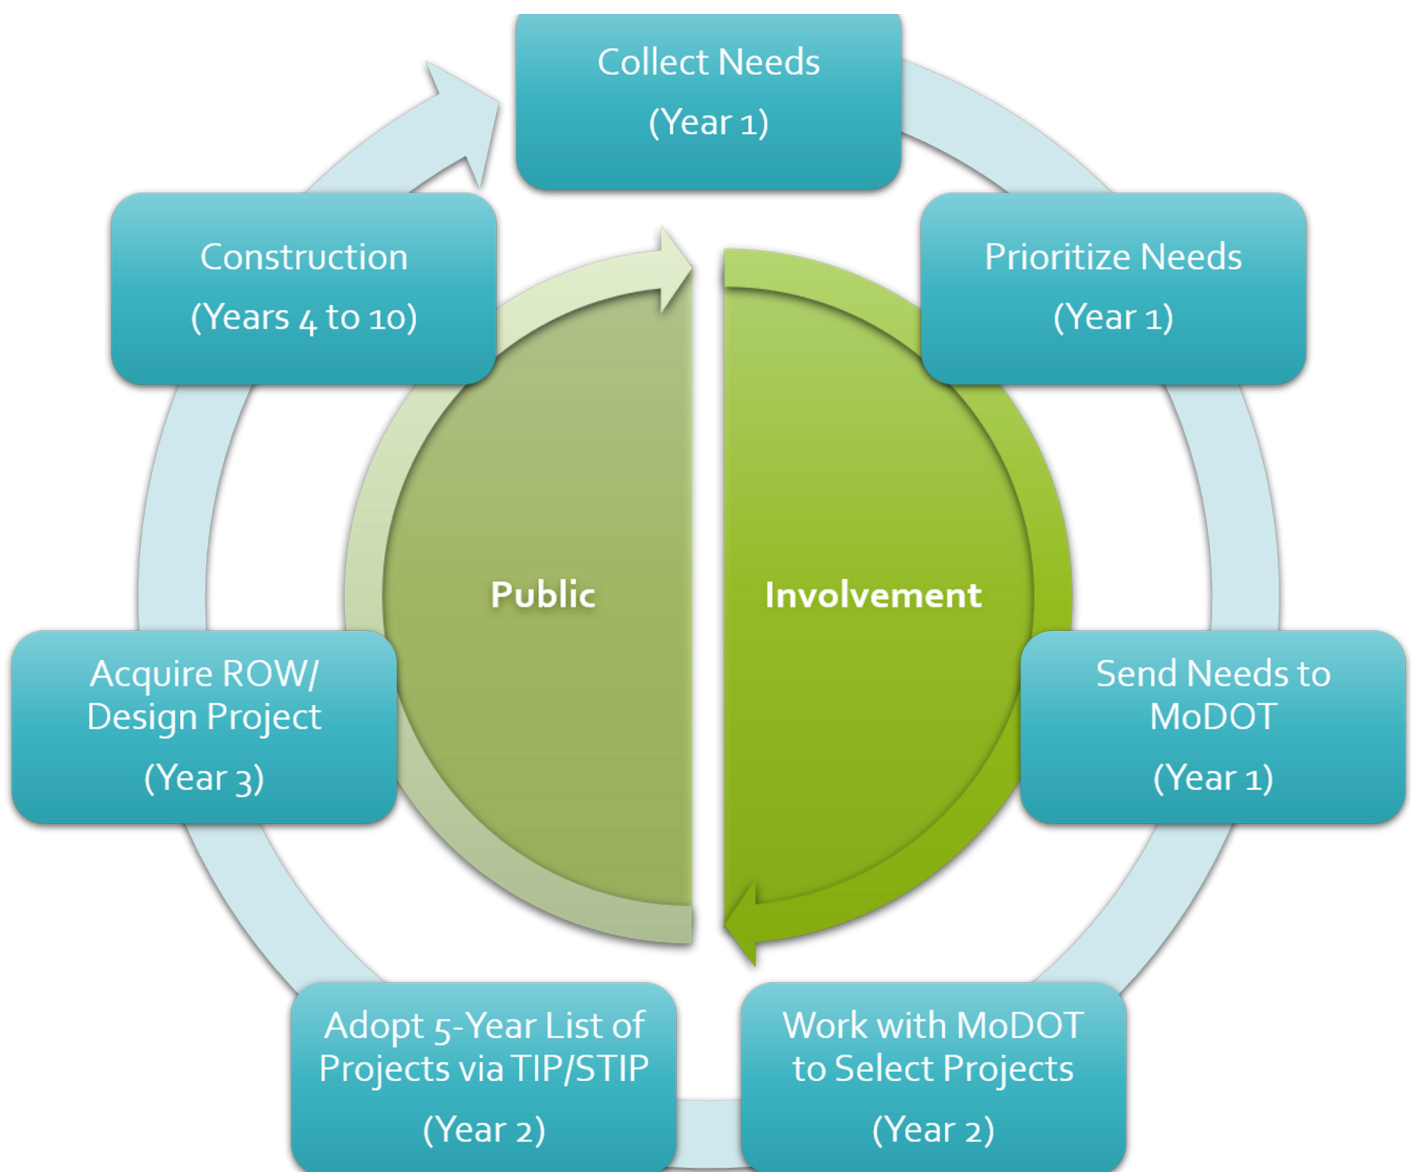 Collect Needs
(Year 1)
Prioritize Needs
(Year 1)
Send Needs to
MoDOT
(Year 1)
Work with MoDOT
to Select Projects
(Year 2)
Adopt 5-Year List of
Projects via TIP/STIP
(Year 2)
Acquire ROW/
Design Project
(Year 3)
Construction
(Years 4 to 10)
Public
Involvement